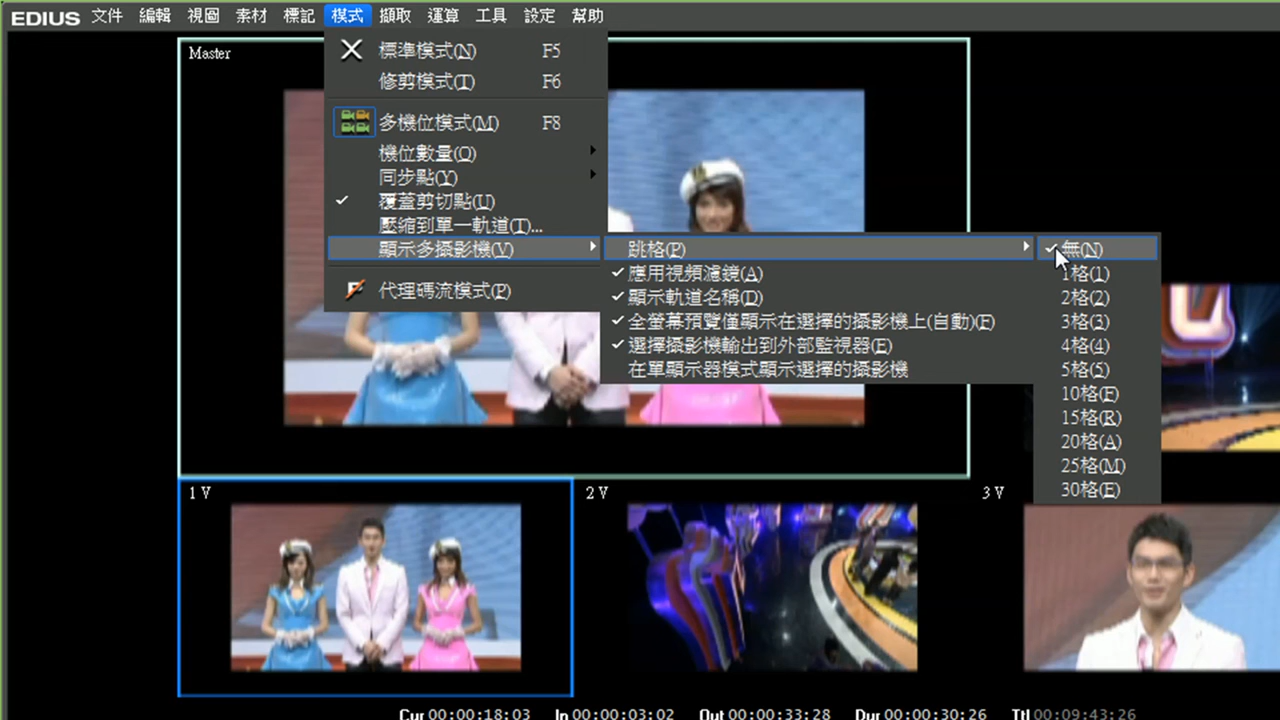 EDIUS 文件 編輯 視圖 素材 標記 模式 擷取 運算 工具 設定 幫助
Master
標準模式(N) F5
修剪模式(T) F6
多機位模式(M) F8
機位數量(Q)
同步點(Y)
覆蓋剪切點(U)
壓縮到單一軌道(T)...
顯示多攝影機(V)
代理碼流模式(P)
跳格(P)
應用視頻濾鏡(A)
顯示軌道名稱(D)
全螢幕預覽僅顯示在選擇的攝影機上(自動)(F)
選擇攝影機輸出到外部監視器(E)
在單顯示器模式顯示選擇的攝影機
無(N)
1格(1)
2格(2)
3格(3)
4格(4)
5格(5)
10格(F)
15格(R)
20格(A)
25格(M)
30格(E)
1 V
2 V
3 V
Cur 00:00:18:03 In 00:00:03:02 Out 00:00:33:28 Dur 00:00:30:26 Ttl 00:09:43:26